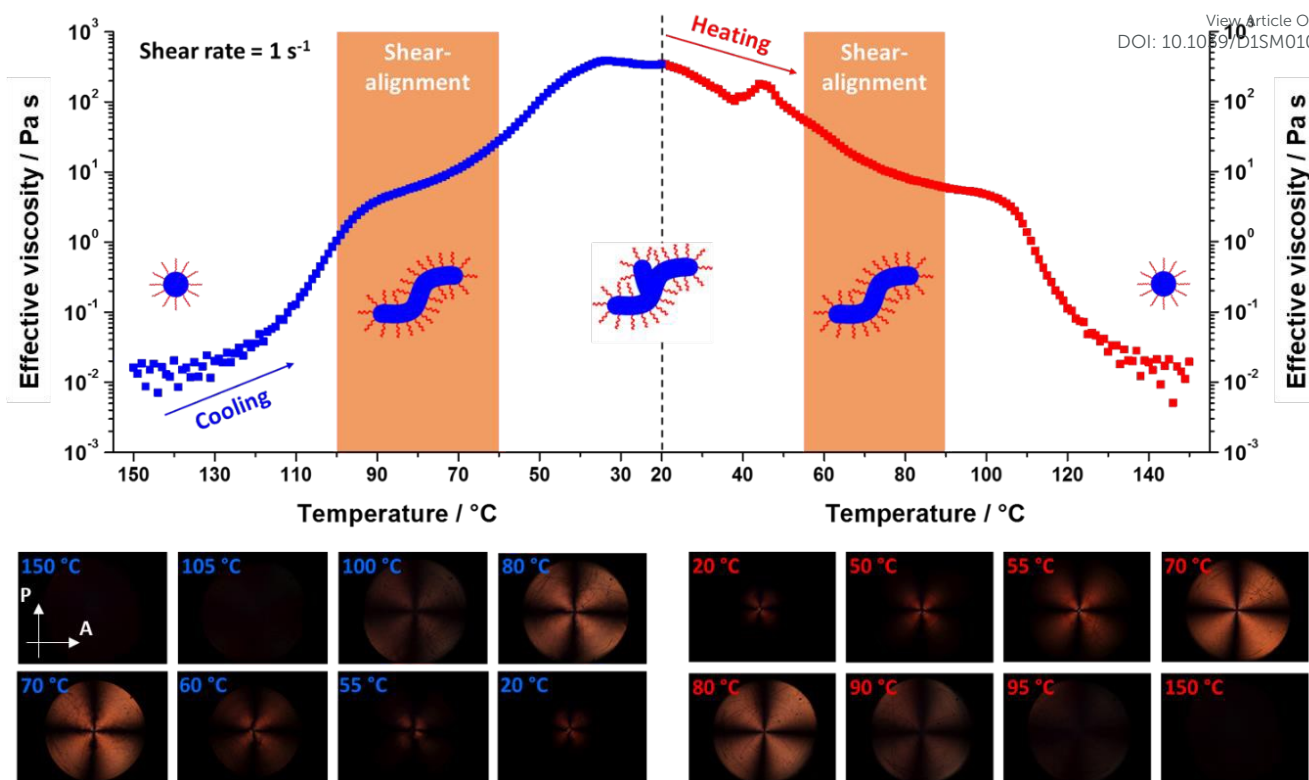 View Article O
DOI: 10.1039/D1SM010
Shear rate = 1 s⁻¹
Shear-
alignment
Heating
Shear-
alignment
Cooling
Effective viscosity / Pa s
10³
10²
10¹
10⁰
10⁻¹
10⁻²
10⁻³
Effective viscosity / Pa s
10³
10²
10¹
10⁰
10⁻¹
10⁻²
10⁻³
150 130 110 90 70 50 30 20 40 60 80 100 120 140
Temperature / °C Temperature / °C
150 °C 105 °C 100 °C 80 °C 20 °C 50 °C 55 °C 70 °C
P
A
70 °C 60 °C 55 °C 20 °C 80 °C 90 °C 95 °C 150 °C